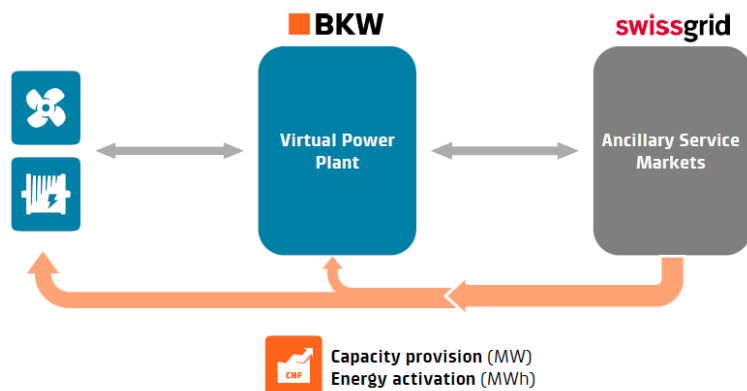 BKW
swissgrid
Virtual Power
Plant
Ancillary Service
Markets
CHF
Capacity provision (MW)
Energy activation (MWh)